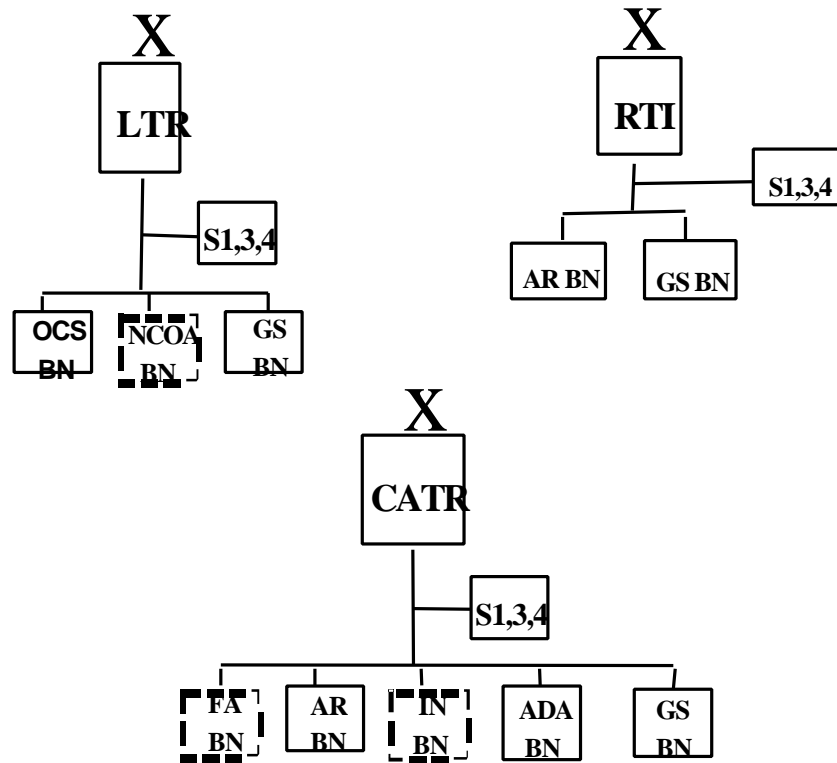 X
LTR
S1,3,4
OCS
BN
NCOA
BN
GS
BN
X
RTI
S1,3,4
AR BN
GS BN
X
CATR
S1,3,4
FA
BN
AR
BN
IN
BN
ADA
BN
GS
BN